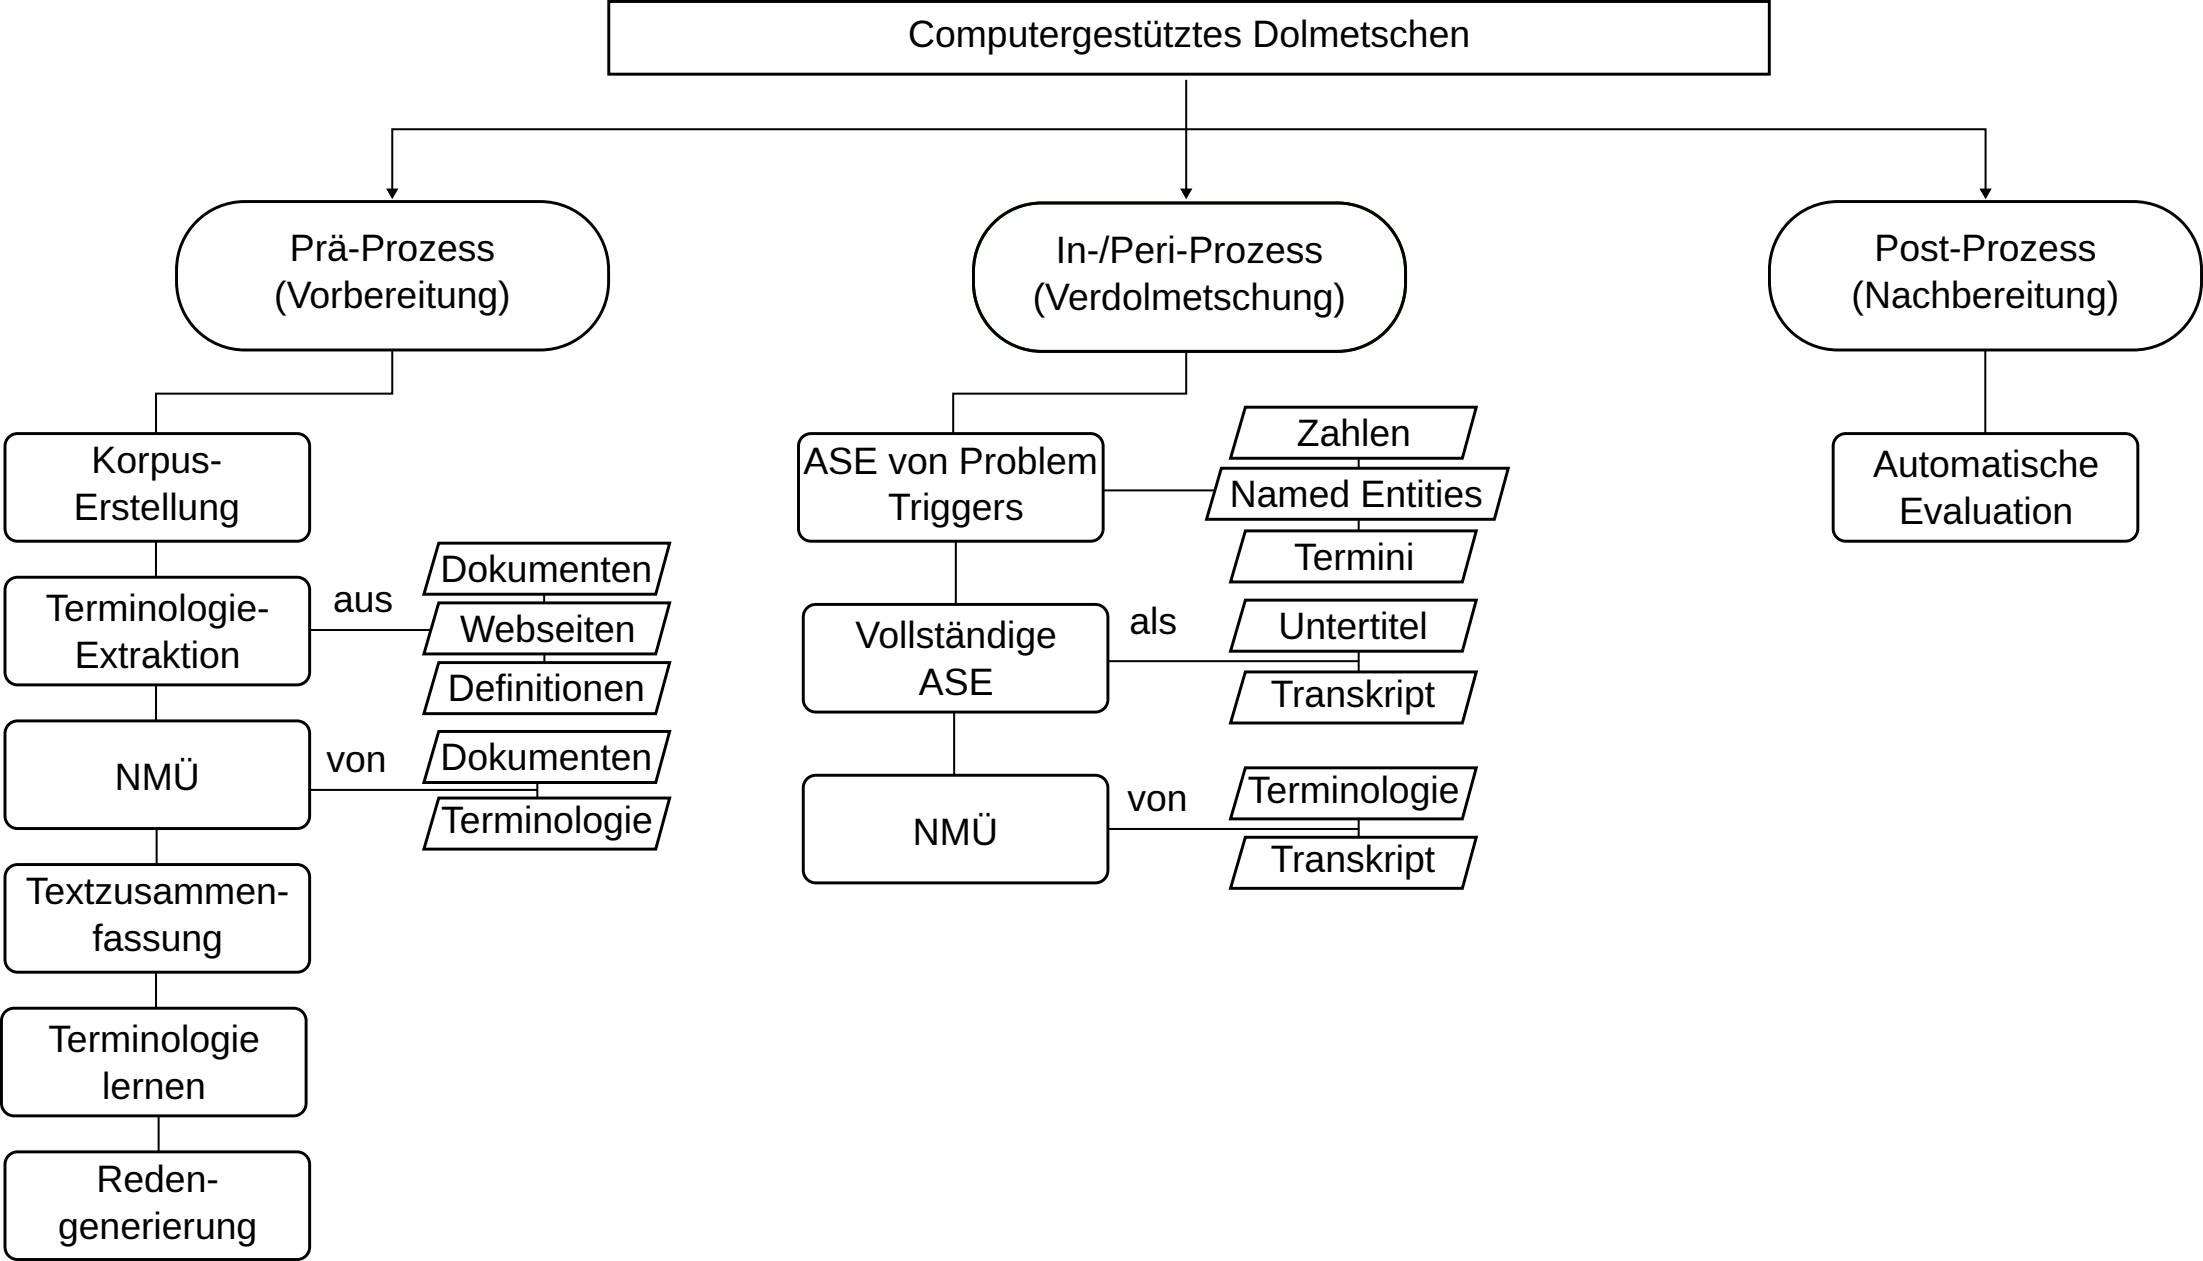 Computergestütztes Dolmetschen
Prä-Prozess
(Vorbereitung)
In-/Peri-Prozess
(Verdolmetschung)
Post-Prozess
(Nachbereitung)
Korpus-
Erstellung
Terminologie-
Extraktion
aus
Dokumenten
Webseiten
Definitionen
NMÜ
von
Dokumenten
Terminologie
Textzusammen-
fassung
Terminologie
lernen
Reden-
generierung
ASE von Problem
Triggers
Zahlen
Named Entities
Termini
Vollständige
ASE
als
Untertitel
Transkript
NMÜ
von
Terminologie
Transkript
Automatische
Evaluation